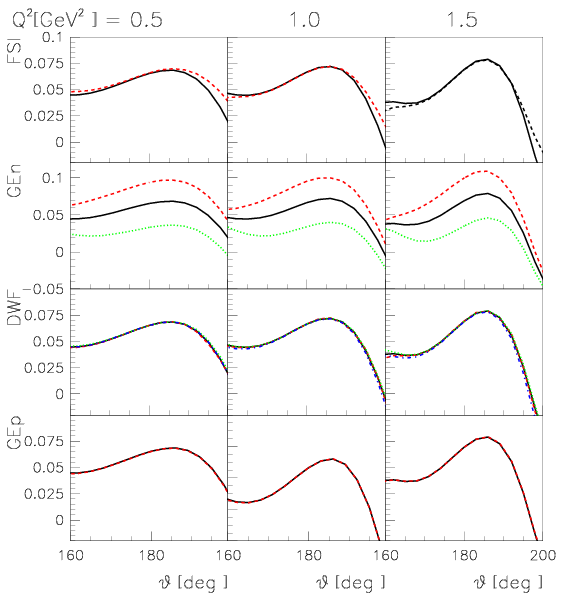 Q²[GeV² ] = 0.5 1.0 1.5
FSI
0.1
0.075
0.05
0.025
0
GEn
0.1
0.05
0
-0.05
DWF
0.075
0.05
0.025
0
GEp
0.075
0.05
0.025
0
160 180 160 180 160 180 200
ϑ [deg ] ϑ [deg ] ϑ [deg ]